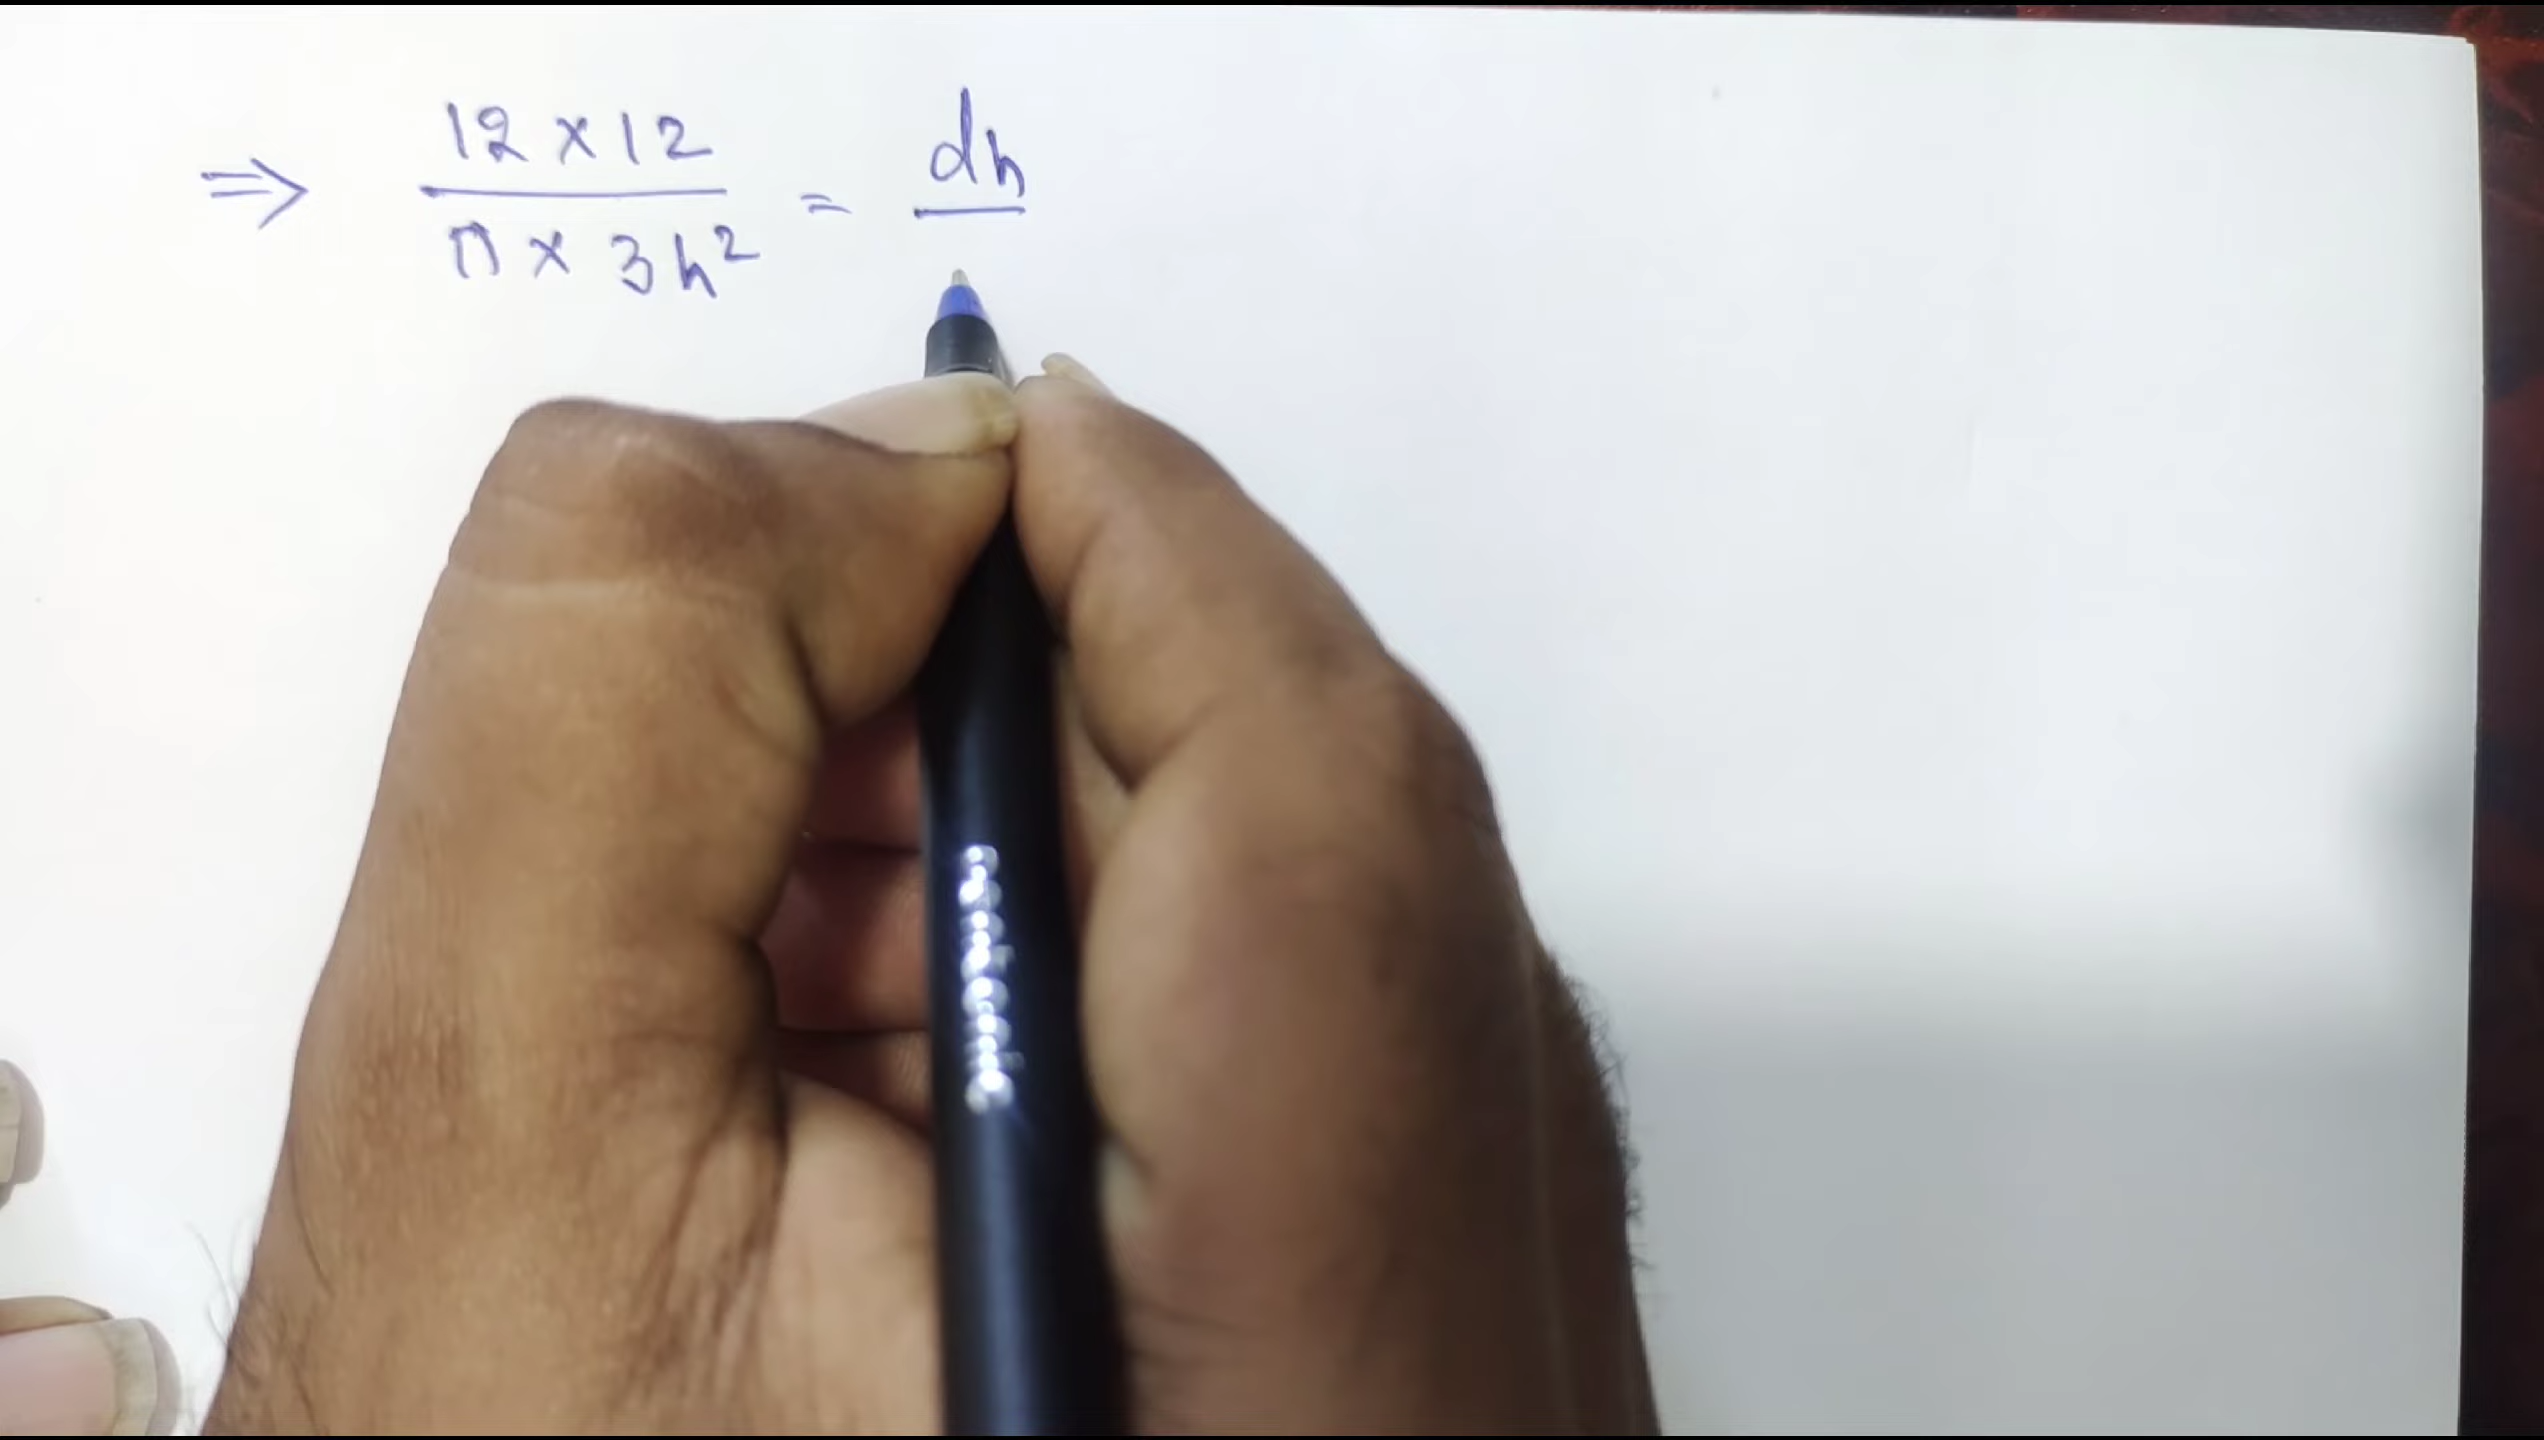 ⇒ 12 × 12 / π × 3h² = dh /